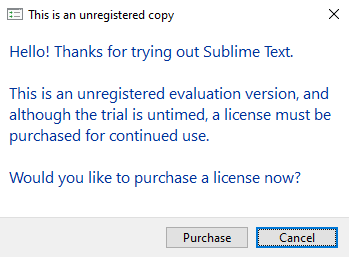 This is an unregistered copy
Hello! Thanks for trying out Sublime Text.
This is an unregistered evaluation version, and
although the trial is untimed, a license must be
purchased for continued use.
Would you like to purchase a license now?
Purchase
Cancel